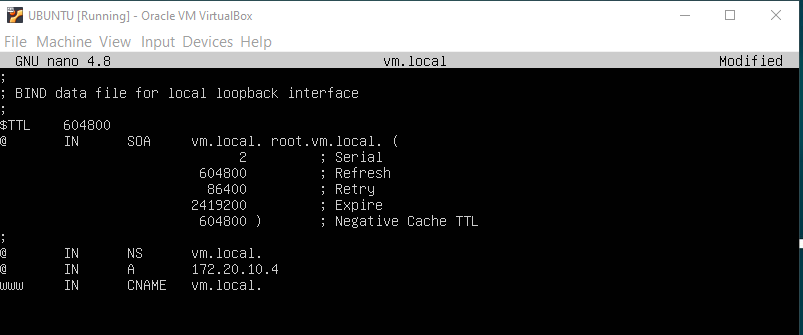 UBUNTU [Running] - Oracle VM VirtualBox
File Machine View Input Devices Help
GNU nano 4.8 vm.local Modified
;
; BIND data file for local loopback interface
;
$TTL 604800
@ IN SOA vm.local. root.vm.local. (
2 ; Serial
604800 ; Refresh
86400 ; Retry
2419200 ; Expire
604800 ) ; Negative Cache TTL
;
@ IN NS vm.local.
@ IN A 172.20.10.4
www IN CNAME vm.local.